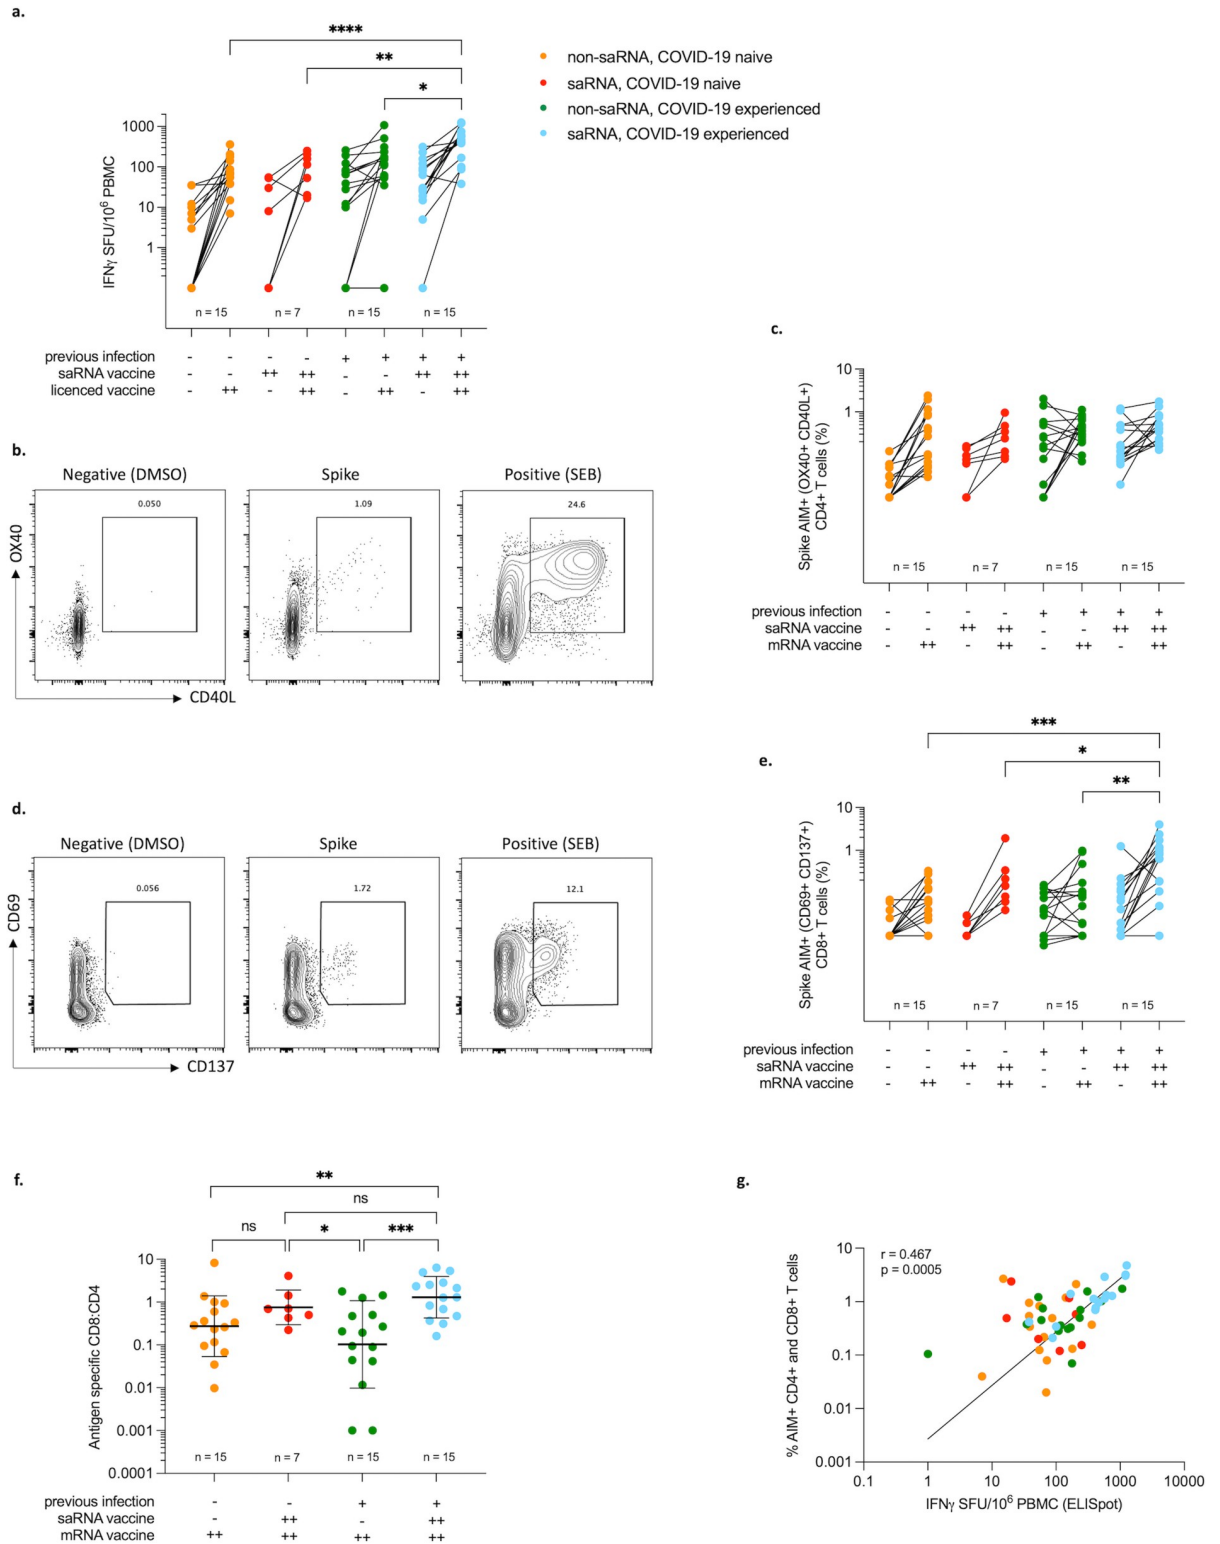 a.
****
**
*
non-saRNA, COVID-19 naive
saRNA, COVID-19 naive
non-saRNA, COVID-19 experienced
saRNA, COVID-19 experienced
IFNγ SFU/10⁶ PBMC
1000
100
10
1
n = 15 n = 7 n = 15 n = 15
previous infection - - - - + + + +
saRNA vaccine - - ++ ++ - - ++ ++
licenced vaccine - ++ - ++ - ++ - ++
b.
Negative (DMSO) Spike Positive (SEB)
0.050 1.09 24.6
OX40
CD40L
c.
Spike AIM+ (OX40+ CD40L+)
CD4+ T cells (%)
10
1
n = 15 n = 7 n = 15 n = 15
previous infection - - - - + + + +
saRNA vaccine - - ++ ++ - - ++ ++
mRNA vaccine - ++ - ++ - ++ - ++
d.
Negative (DMSO) Spike Positive (SEB)
0.056 1.72 12.1
CD69
CD137
e.
***
*
**
Spike AIM+ (CD69+ CD137+)
CD8+ T cells (%)
10
1
n = 15 n = 7 n = 15 n = 15
previous infection - - - - + + + +
saRNA vaccine - - ++ ++ - - ++ ++
mRNA vaccine - ++ - ++ - ++ - ++
f.
**
ns
ns * ***
Antigen specific CD8:CD4
10
1
0.1
0.01
0.001
0.0001
n = 15 n = 7 n = 15 n = 15
previous infection - - + +
saRNA vaccine - ++ - ++
mRNA vaccine ++ ++ ++ ++
g.
r = 0.467
p = 0.0005
% AIM+ CD4+ and CD8+ T cells
10
1
0.1
0.01
0.001
0.1 1 10 100 1000 10000
IFNγ SFU/10⁶ PBMC (ELISpot)